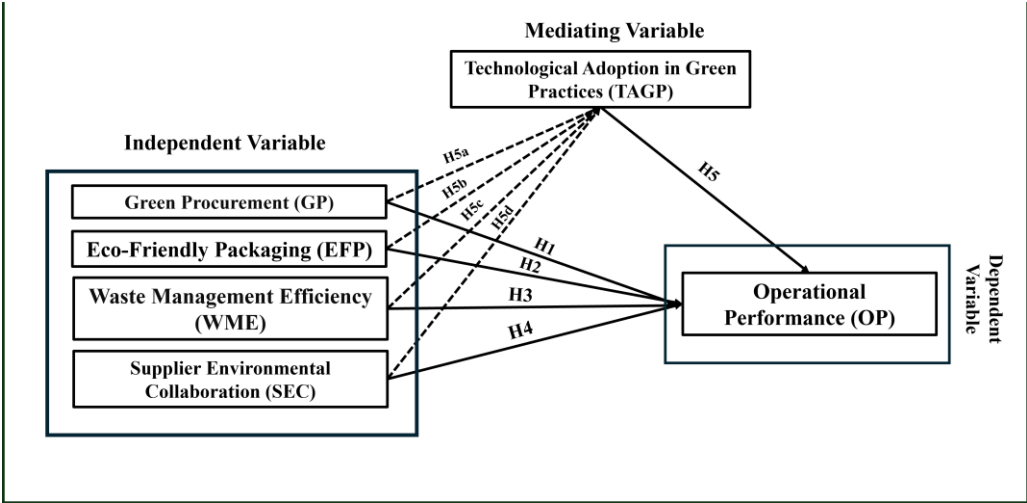 Mediating Variable
Technological Adoption in Green
Practices (TAGP)
Independent Variable
Green Procurement (GP)
Eco-Friendly Packaging (EFP)
Waste Management Efficiency
(WME)
Supplier Environmental
Collaboration (SEC)
H5a
H5b
H5c
H5d
H5
H1
H2
H3
H4
Operational
Performance (OP)
Dependent
Variable